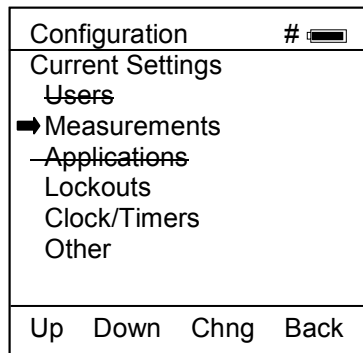 Configuration #
Current Settings
Users
Measurements
Applications
Lockouts
Clock/Timers
Other
Up Down Chng Back